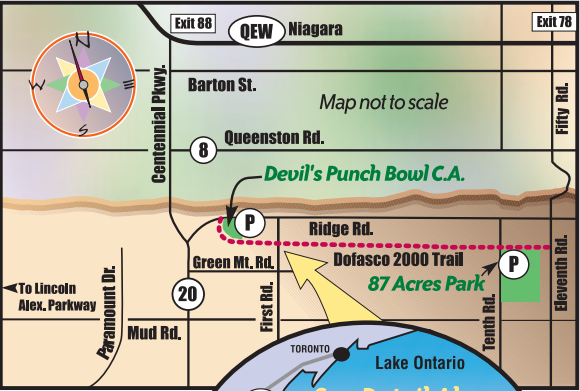 Exit 88
QEW Niagara
Exit 78
N
W
E
S
Barton St.
Map not to scale
Centennial Pkwy.
Fifty Rd.
8 Queenston Rd.
Devil's Punch Bowl C.A.
P
Ridge Rd.
Green Mt. Rd.
Dofasco 2000 Trail
P
87 Acres Park
To Lincoln
Alex. Parkway
20
Paramount Dr.
First Rd.
Tenth Rd.
Eleventh Rd.
Mud Rd.
TORONTO
Lake Ontario